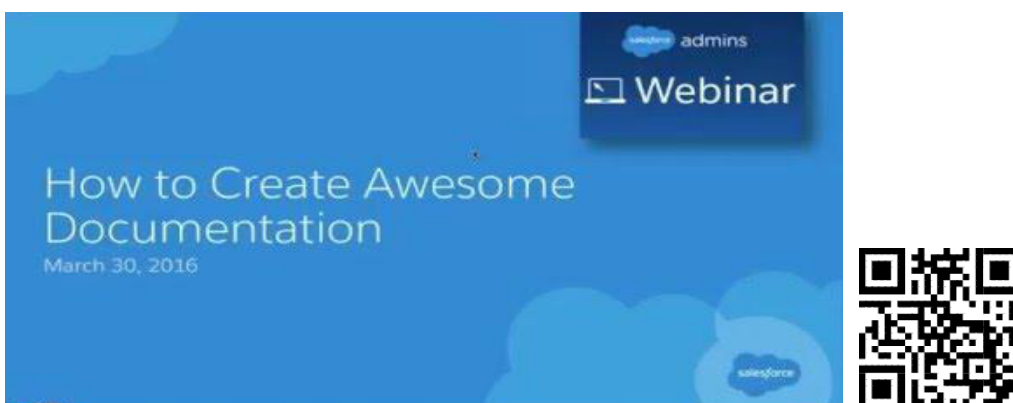 salesforce admins
Webinar
How to Create Awesome
Documentation
March 30, 2016
salesforce